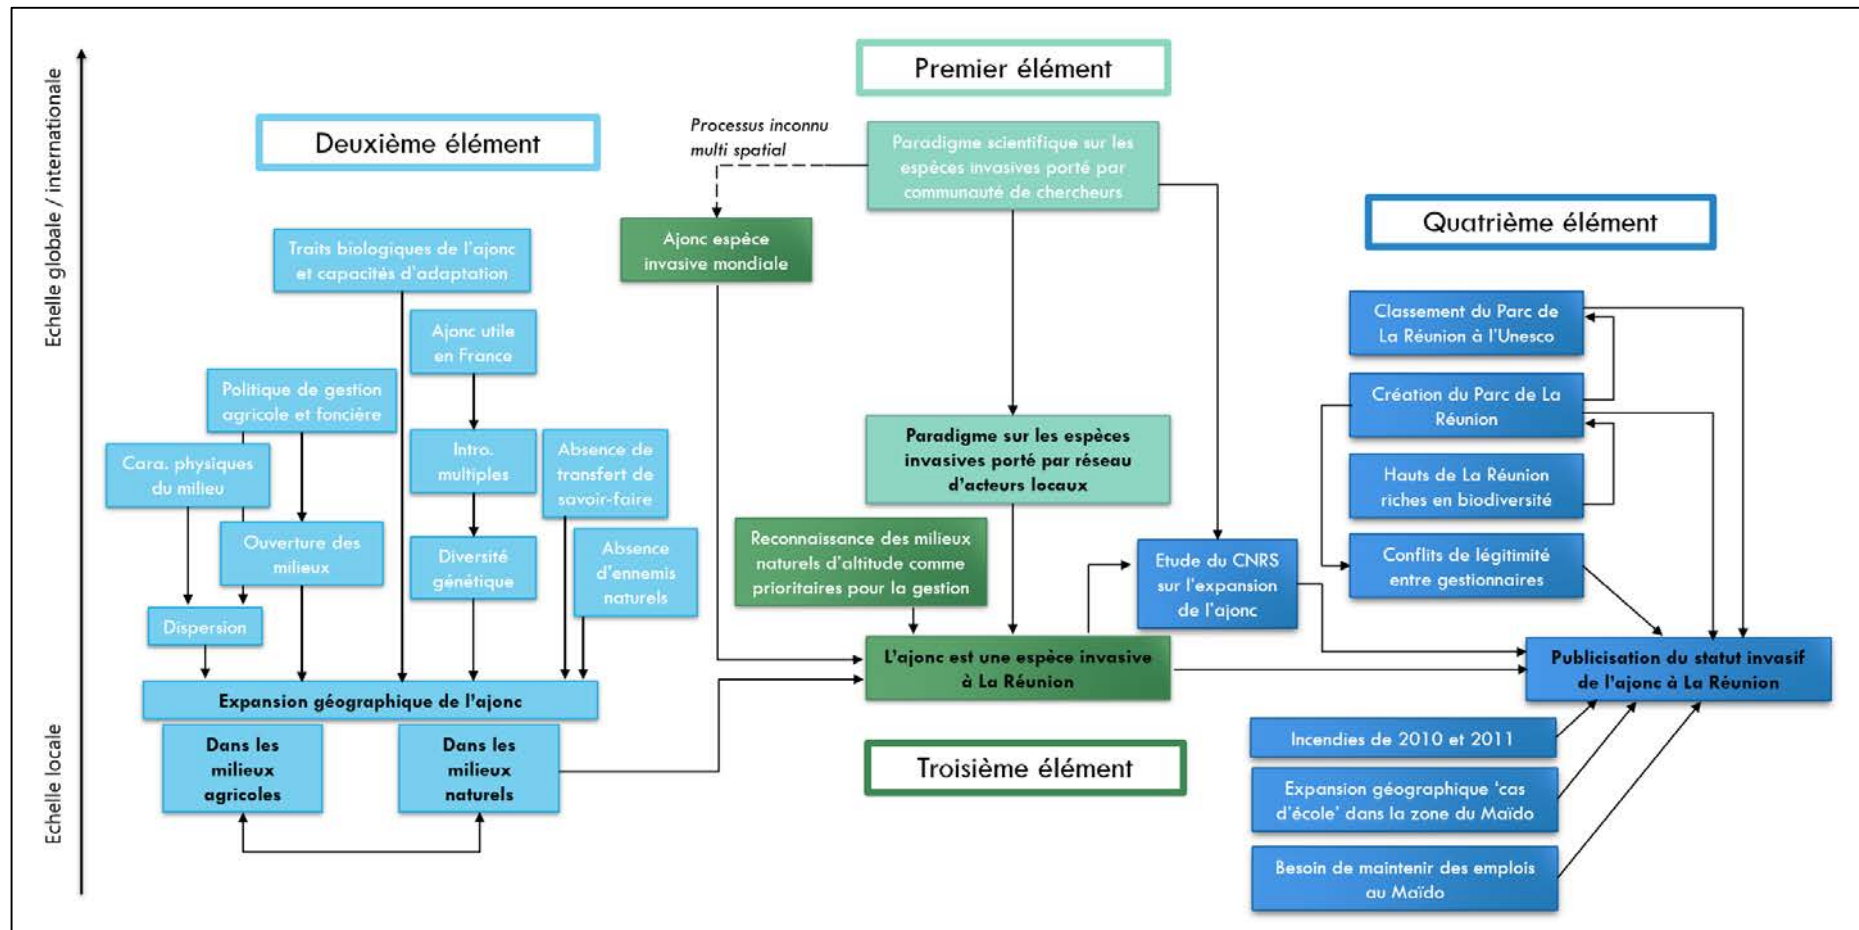 Echelle globale / internationale
Echelle locale
Premier élément
Deuxième élément
Processus inconnu
multi spatial
Paradigme scientifique sur les
espèces invasives porté par
communauté de chercheurs
Quatrième élément
Ajonc espèce
invasive mondiale
Traits biologiques de l'ajonc
et capacités d'adaptation
Ajonc utile
en France
Politique de gestion
agricole et foncière
Cara. physiques
du milieu
Intro.
multiples
Absence de
transfert de
savoir-faire
Ouverture des
milieux
Diversité
génétique
Absence
d'ennemis
naturels
Dispersion
Expansion géographique de l'ajonc
Dans les
milieux
agricoles
Dans les
milieux
naturels
Paradigme sur les espèces
invasives porté par réseau
d'acteurs locaux
Reconnaissance des milieux
naturels d'altitude comme
prioritaires pour la gestion
Etude du CNRS
sur l'expansion
de l'ajonc
L'ajonc est une espèce invasive
à La Réunion
Troisième élément
Classement du Parc de
La Réunion à l'Unesco
Création du Parc de La
Réunion
Hauts de La Réunion
riches en biodiversité
Conflits de légitimité
entre gestionnaires
Publicisation du statut invasif
de l'ajonc à La Réunion
Incendies de 2010 et 2011
Expansion géographique 'cas
d'école' dans la zone du Maïdo
Besoin de maintenir des emplois
au Maïdo